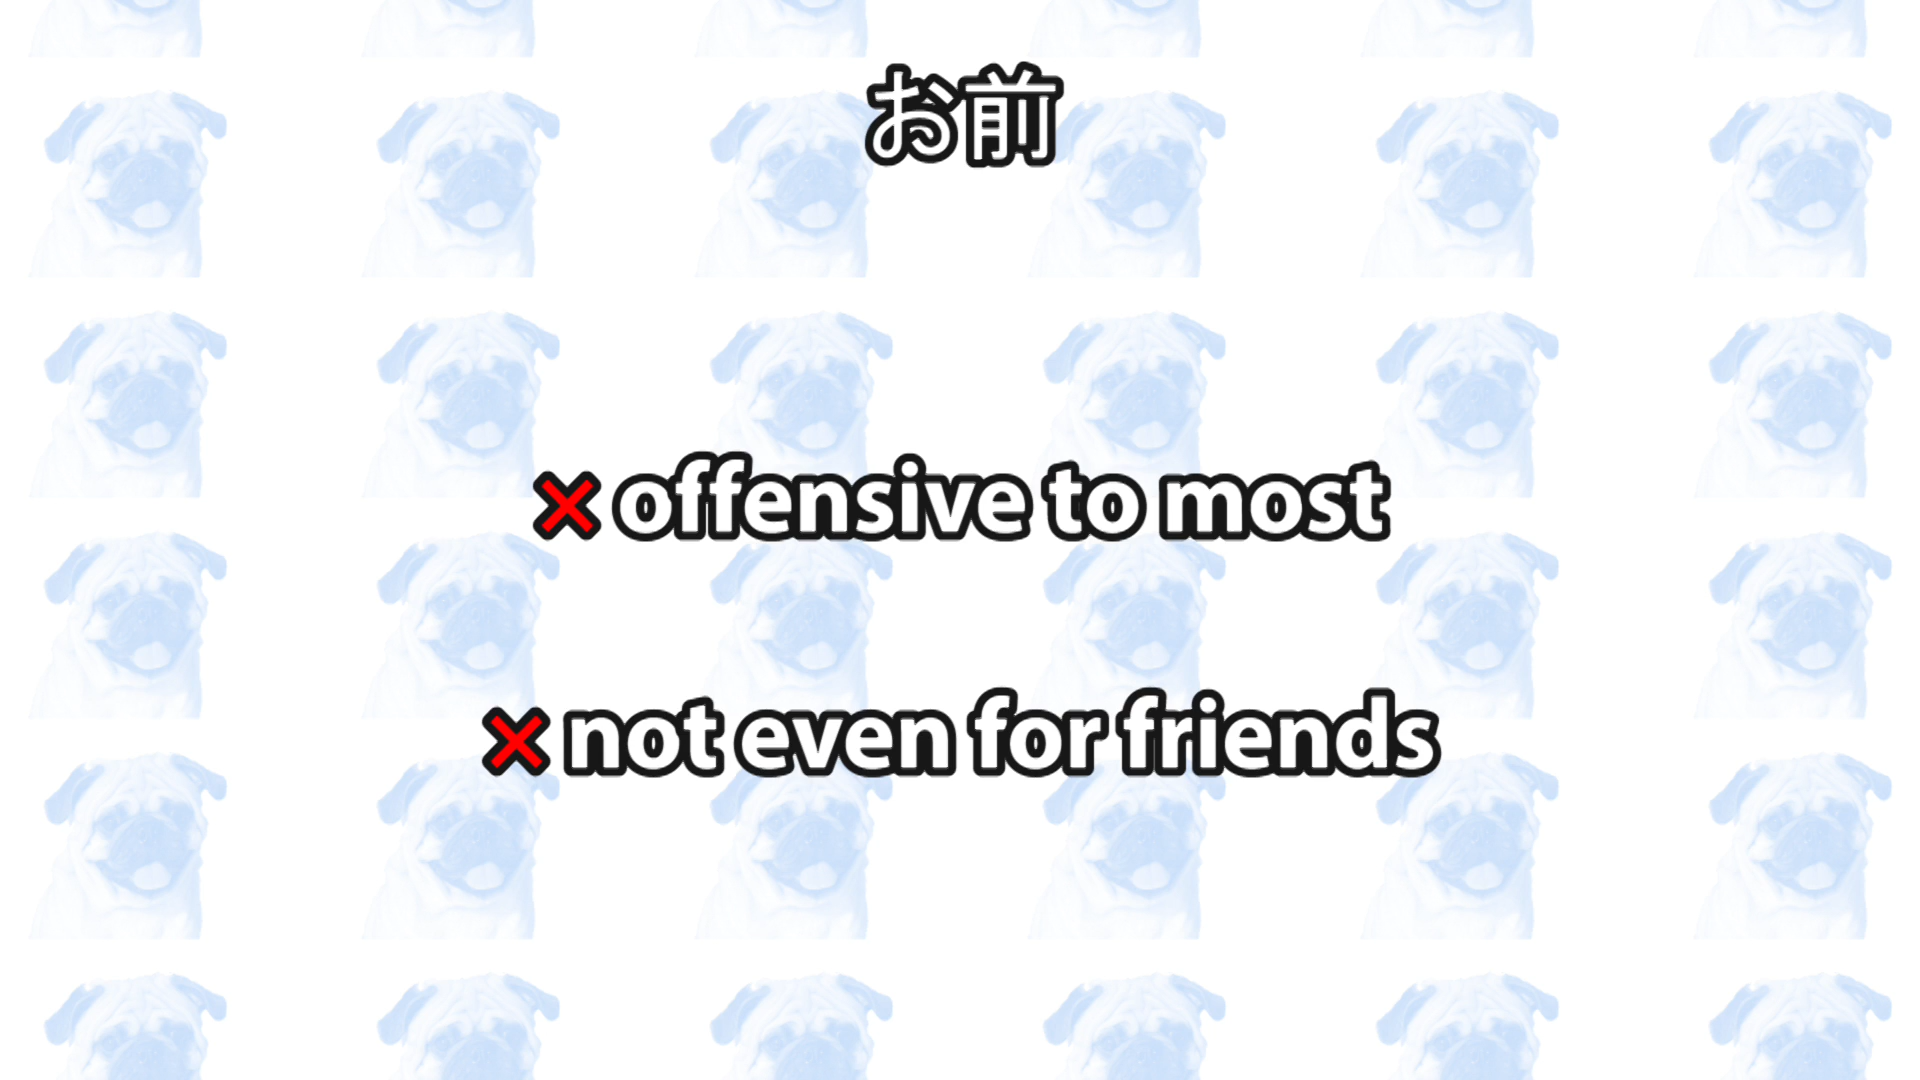 お前
× offensive to most
× not even for friends